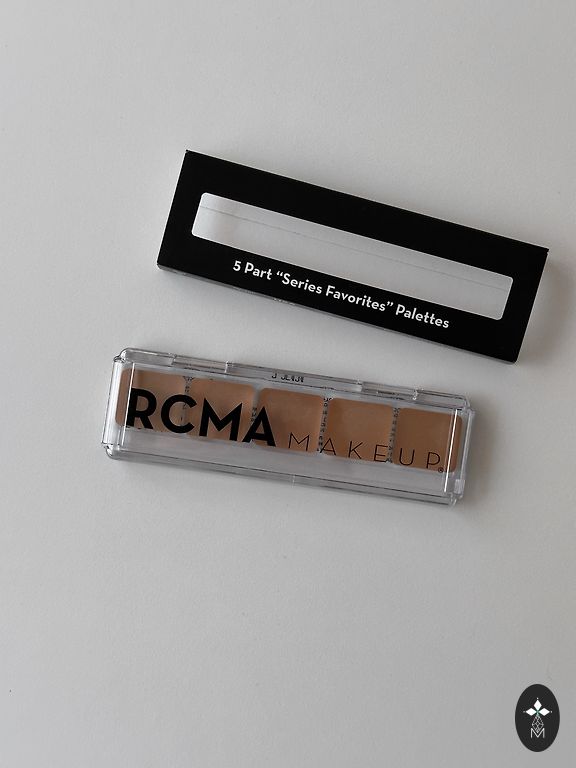 5 Part “Series Favorites” Palettes
RCMA MAKEUP®